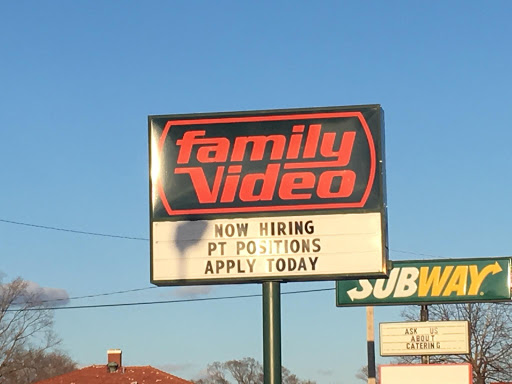 family
Video
NOW HIRING
PT POSITIONS
APPLY TODAY
SUBWAY
ASK US
ABOUT
CATERING